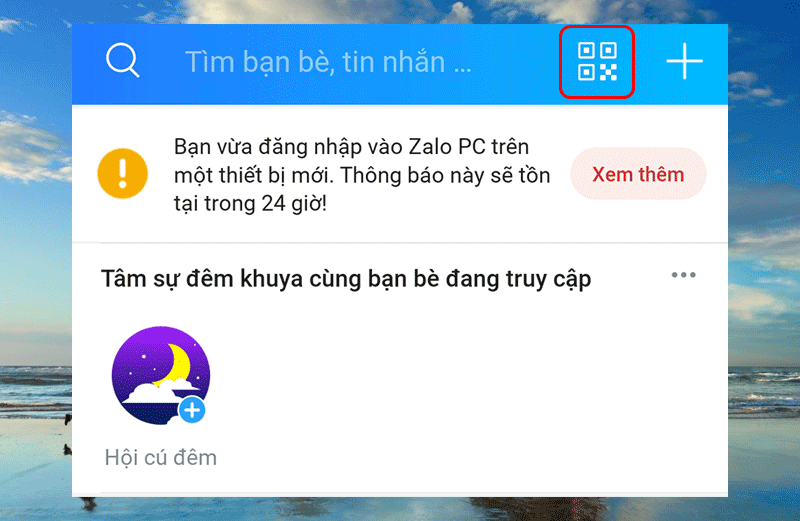 Tìm bạn bè, tin nhắn ...
Bạn vừa đăng nhập vào Zalo PC trên
một thiết bị mới. Thông báo này sẽ tồn
tại trong 24 giờ!
Xem thêm
Tâm sự đêm khuya cùng bạn bè đang truy cập
Hội cú đêm